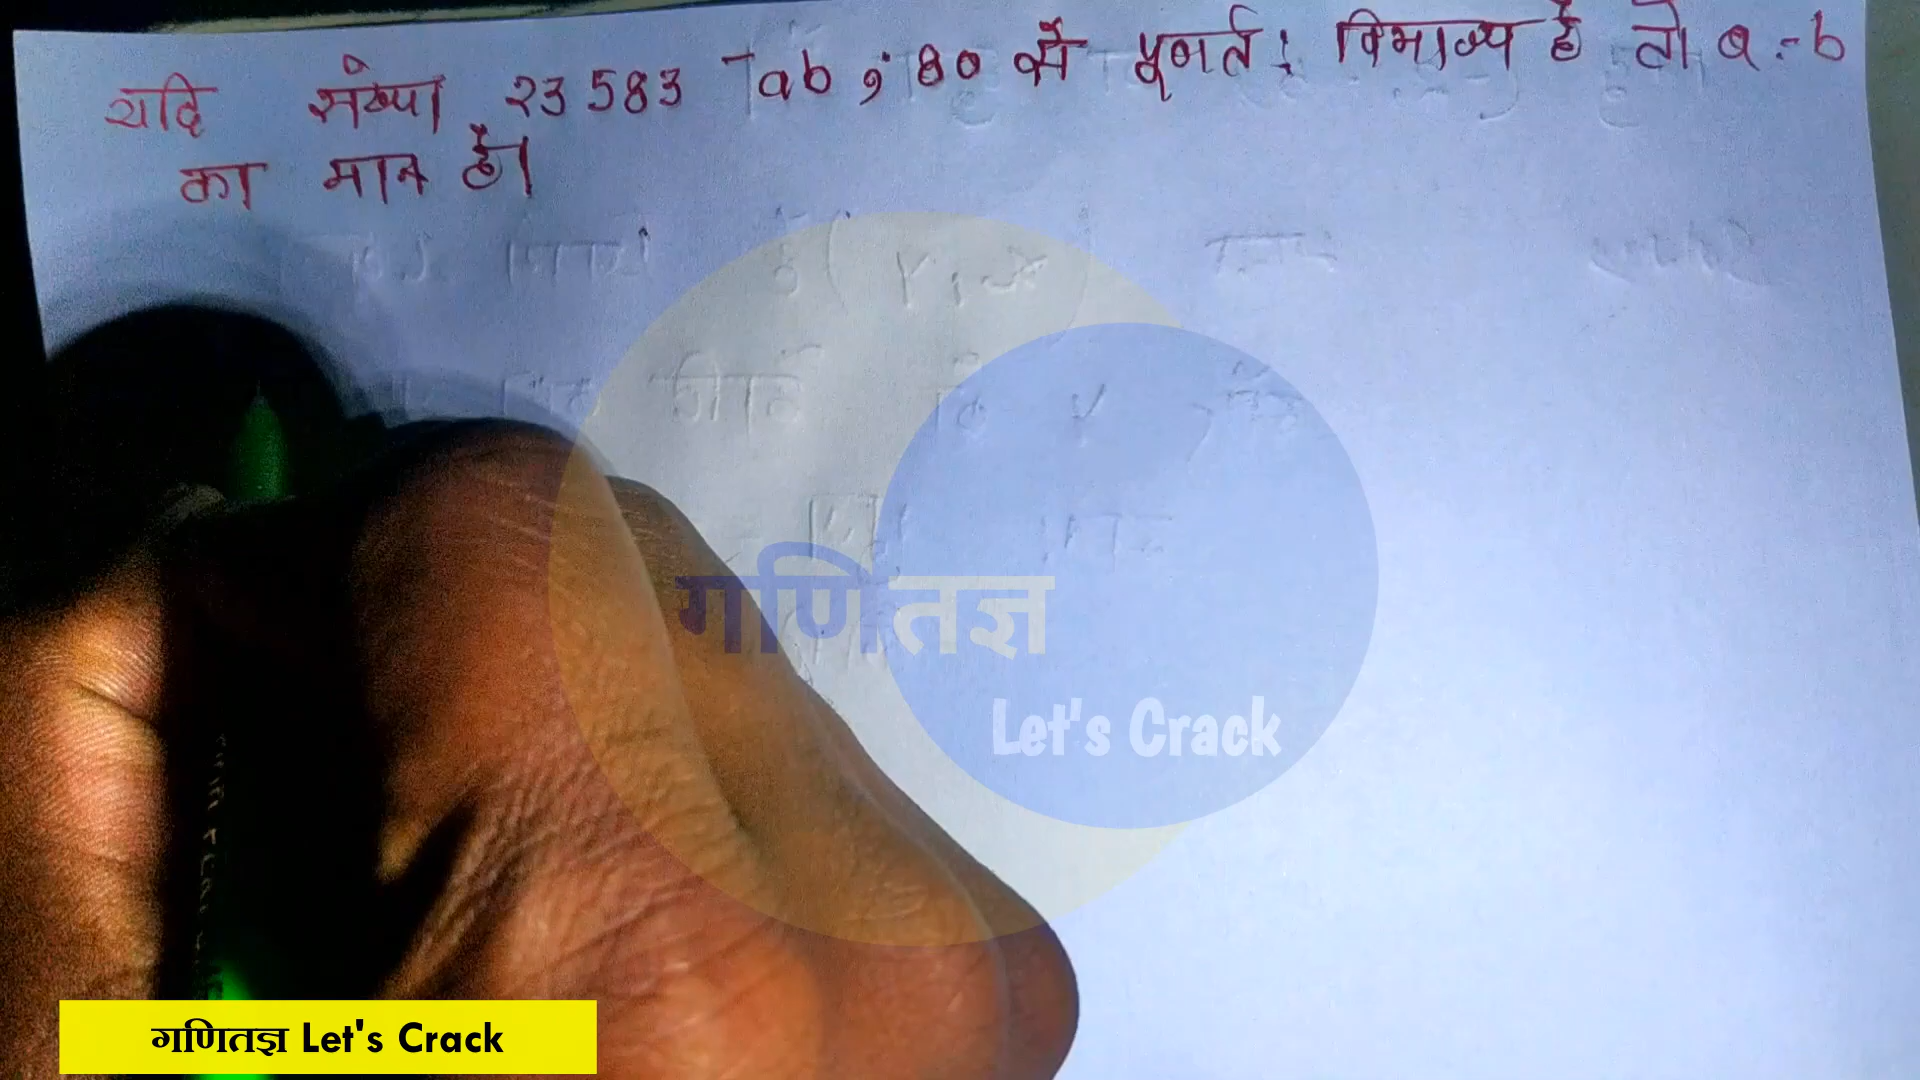 यदि संख्या 23583 ab , 80 से पूर्णत: विभाज्य है तो a - b
का मान है।
गणितज्ञ
Let's Crack
गणितज्ञ Let's Crack